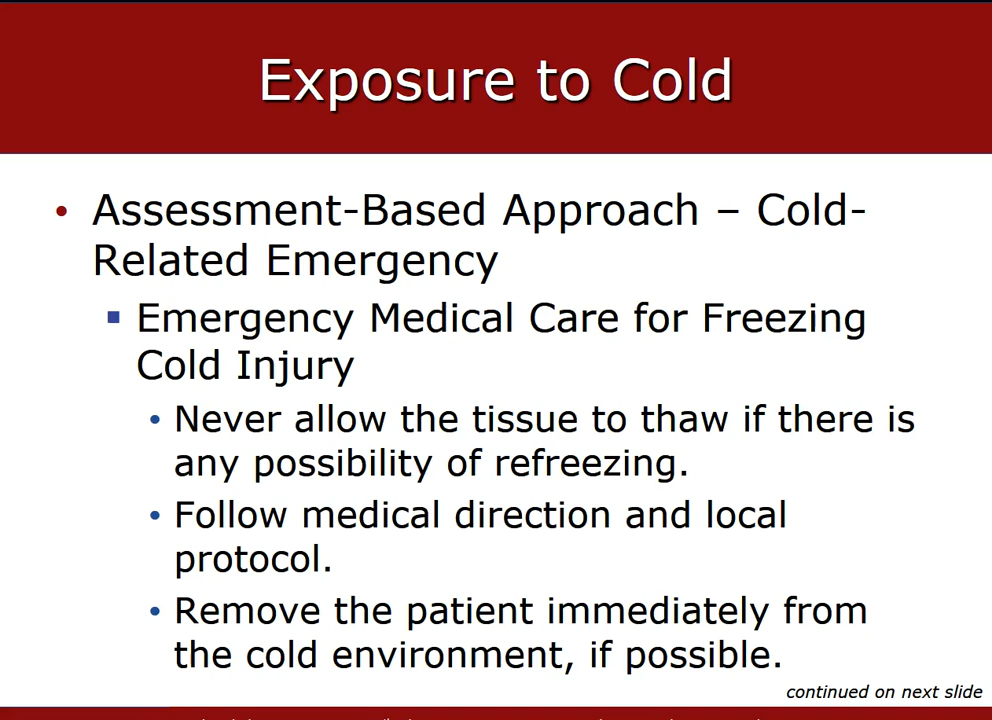 Exposure to Cold
• Assessment-Based Approach – Cold-
Related Emergency
▪ Emergency Medical Care for Freezing
Cold Injury
• Never allow the tissue to thaw if there is
any possibility of refreezing.
• Follow medical direction and local
protocol.
• Remove the patient immediately from
the cold environment, if possible.
continued on next slide